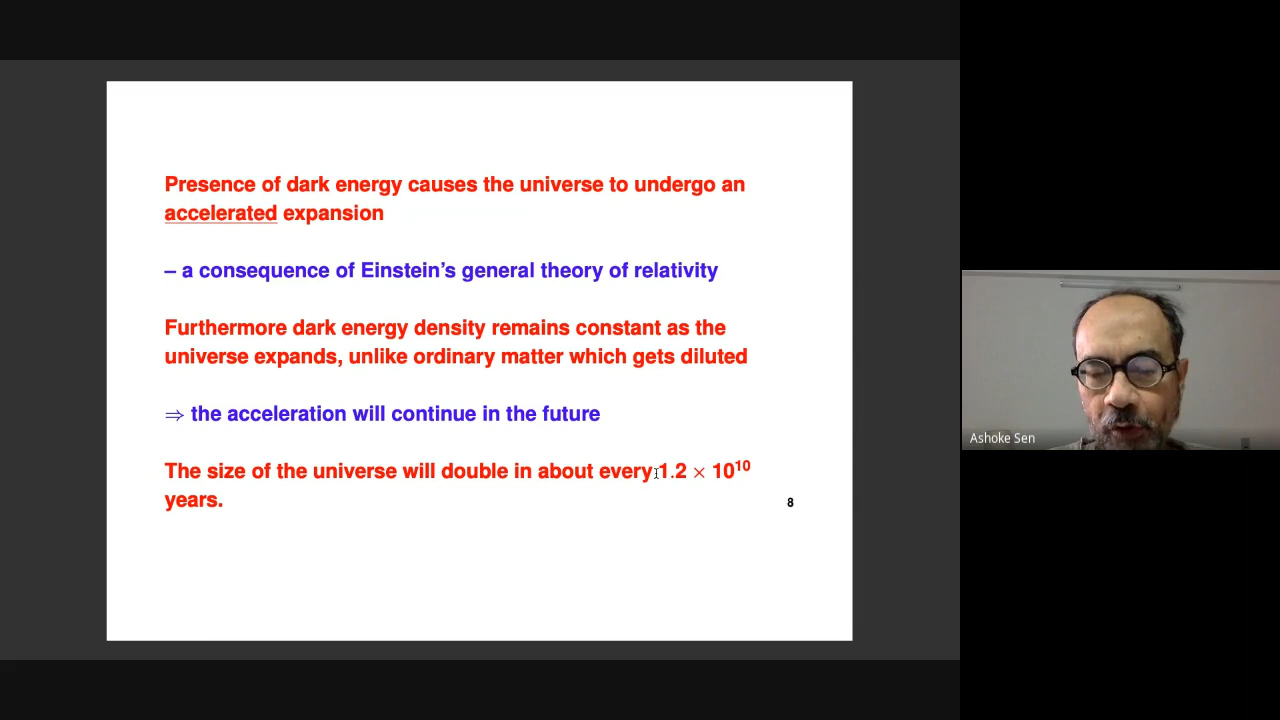 Presence of dark energy causes the universe to undergo an
accelerated expansion
– a consequence of Einstein's general theory of relativity
Furthermore dark energy density remains constant as the
universe expands, unlike ordinary matter which gets diluted
⇒ the acceleration will continue in the future
The size of the universe will double in about every 1.2 × 10¹⁰
years.
8
Ashoke Sen